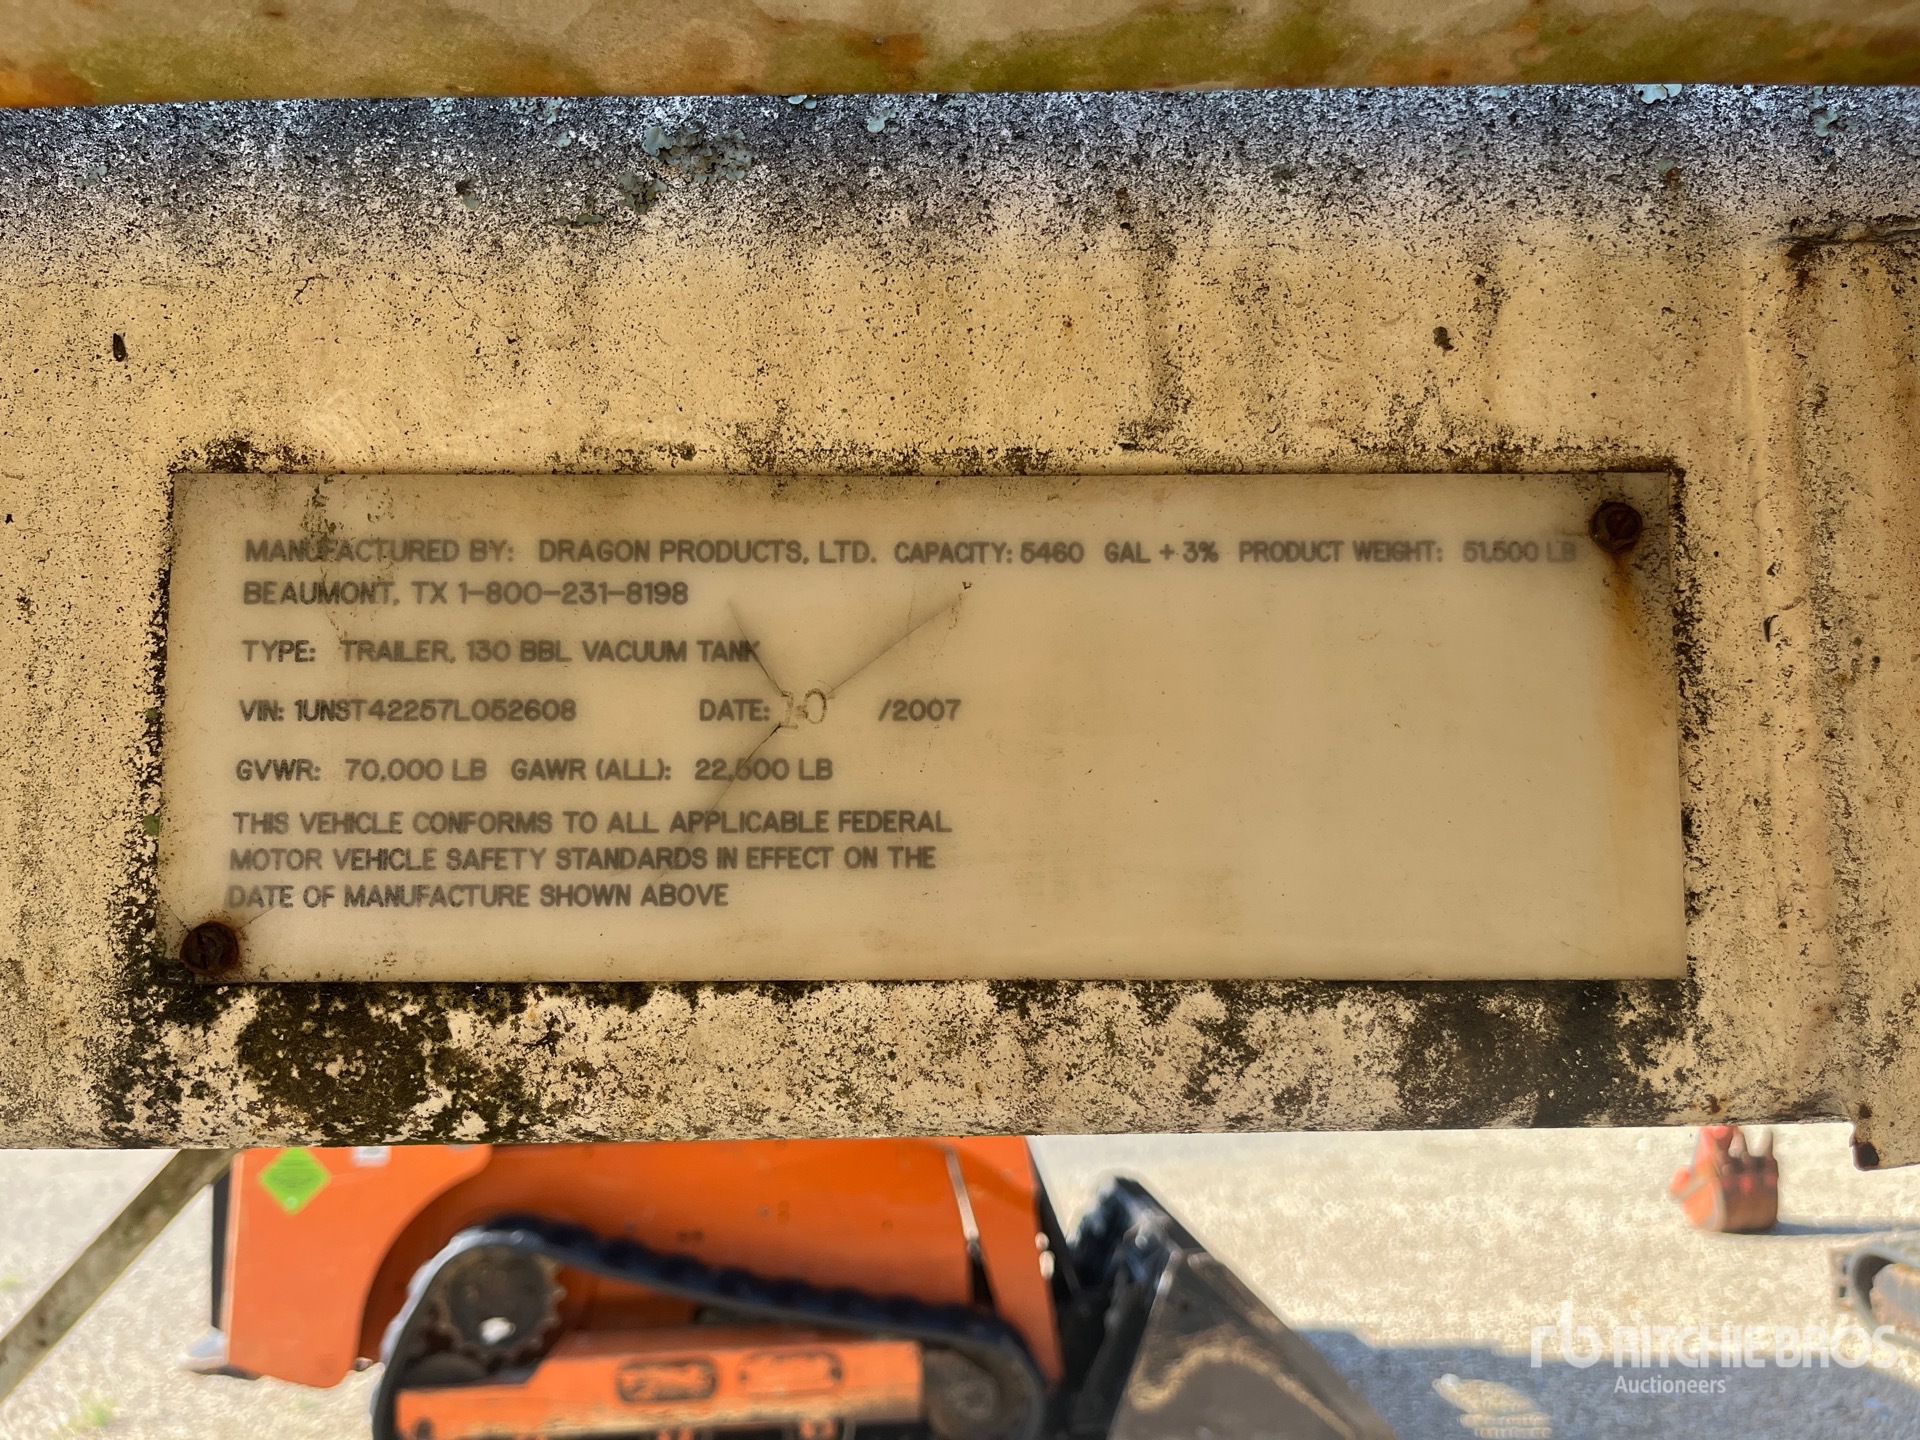 MANUFACTURED BY: DRAGON PRODUCTS, LTD. CAPACITY: 5460 GAL + 3% PRODUCT WEIGHT: 51,500 LB
BEAUMONT, TX 1-800-231-8198
TYPE: TRAILER, 130 BBL VACUUM TANK
VIN: 1UNST42257L052608 DATE: 10 /2007
GVWR: 70,000 LB GAWR (ALL): 22,500 LB
THIS VEHICLE CONFORMS TO ALL APPLICABLE FEDERAL
MOTOR VEHICLE SAFETY STANDARDS IN EFFECT ON THE
DATE OF MANUFACTURE SHOWN ABOVE
rb RITCHIE BROS.
Auctioneers